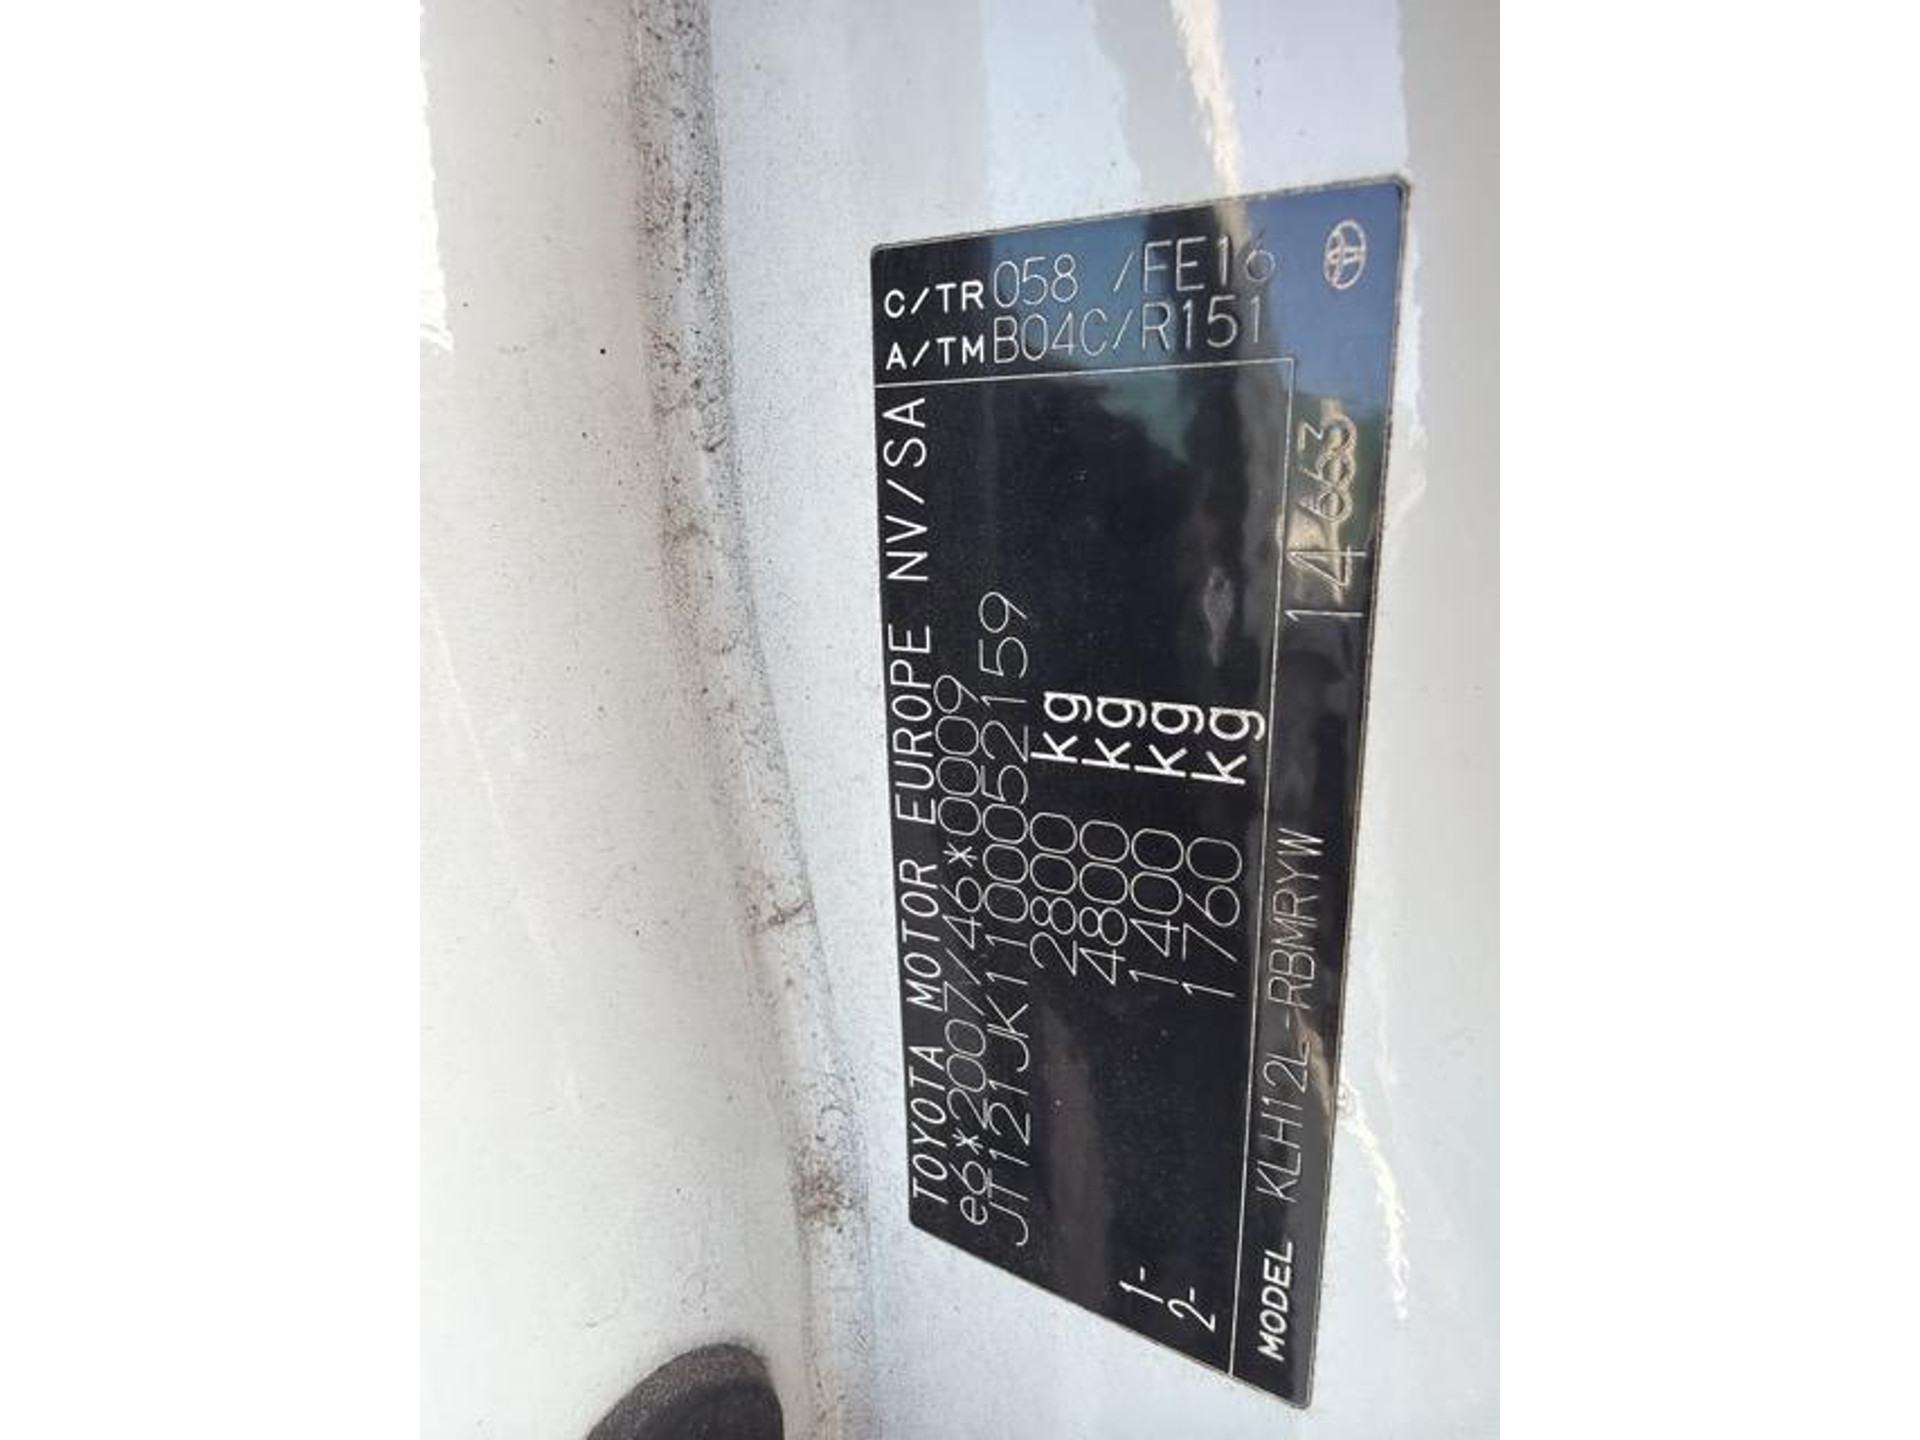 TOYOTA MOTOR EUROPE NV/SA
e6*2007/46*0009
JT121JK1100052159
2800 kg
4800 kg
1- 1400 kg
2- 1760 kg
C/TR 058 /FE16
A/TM B04C/R151
MODEL KLH12L-RBMRYW
14663